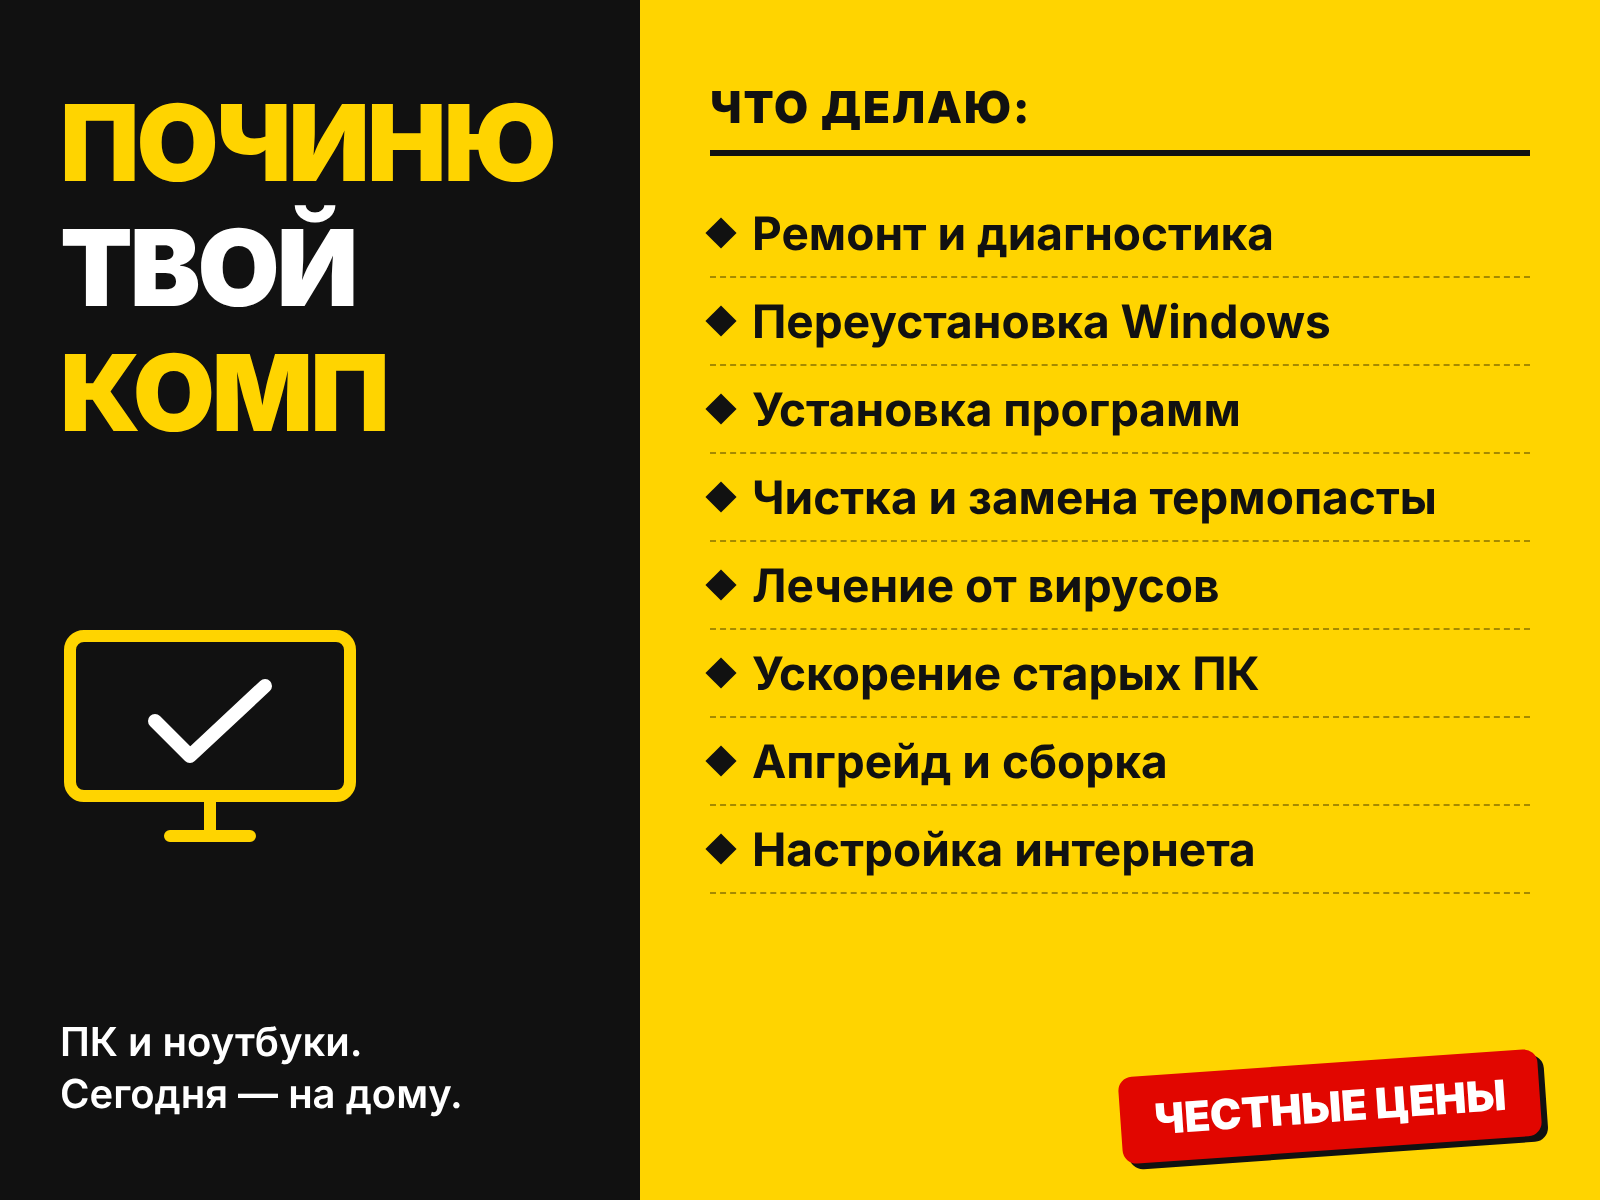 ПОЧИНЮ
ТВОЙ
КОМП
ПК и ноутбуки.
Сегодня — на дому.
ЧТО ДЕЛАЮ:
Ремонт и диагностика
Переустановка Windows
Установка программ
Чистка и замена термопасты
Лечение от вирусов
Ускорение старых ПК
Апгрейд и сборка
Настройка интернета
ЧЕСТНЫЕ ЦЕНЫ